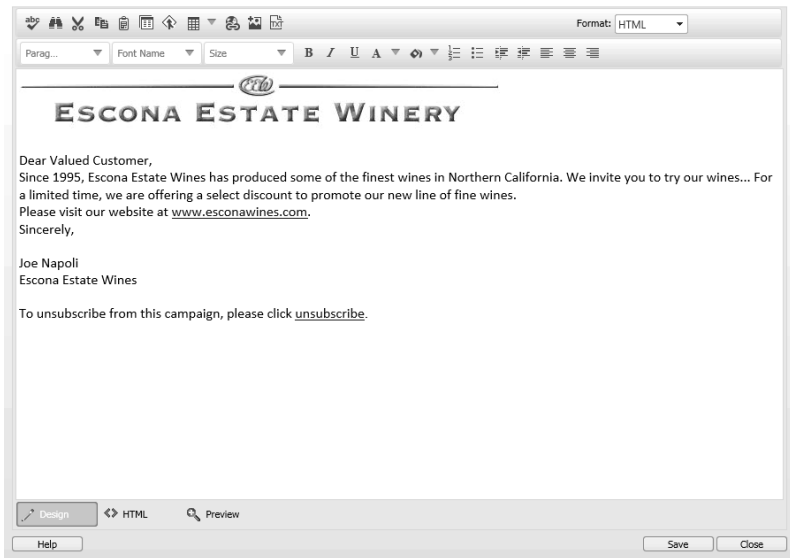 abc
TXT
Format: HTML
Parag... Font Name Size B I U A
EEW
ESCONA ESTATE WINERY
Dear Valued Customer,
Since 1995, Escona Estate Wines has produced some of the finest wines in Northern California. We invite you to try our wines... For
a limited time, we are offering a select discount to promote our new line of fine wines.
Please visit our website at www.esconawines.com.
Sincerely,
Joe Napoli
Escona Estate Wines
To unsubscribe from this campaign, please click unsubscribe.
Design HTML Preview
Help Save Close